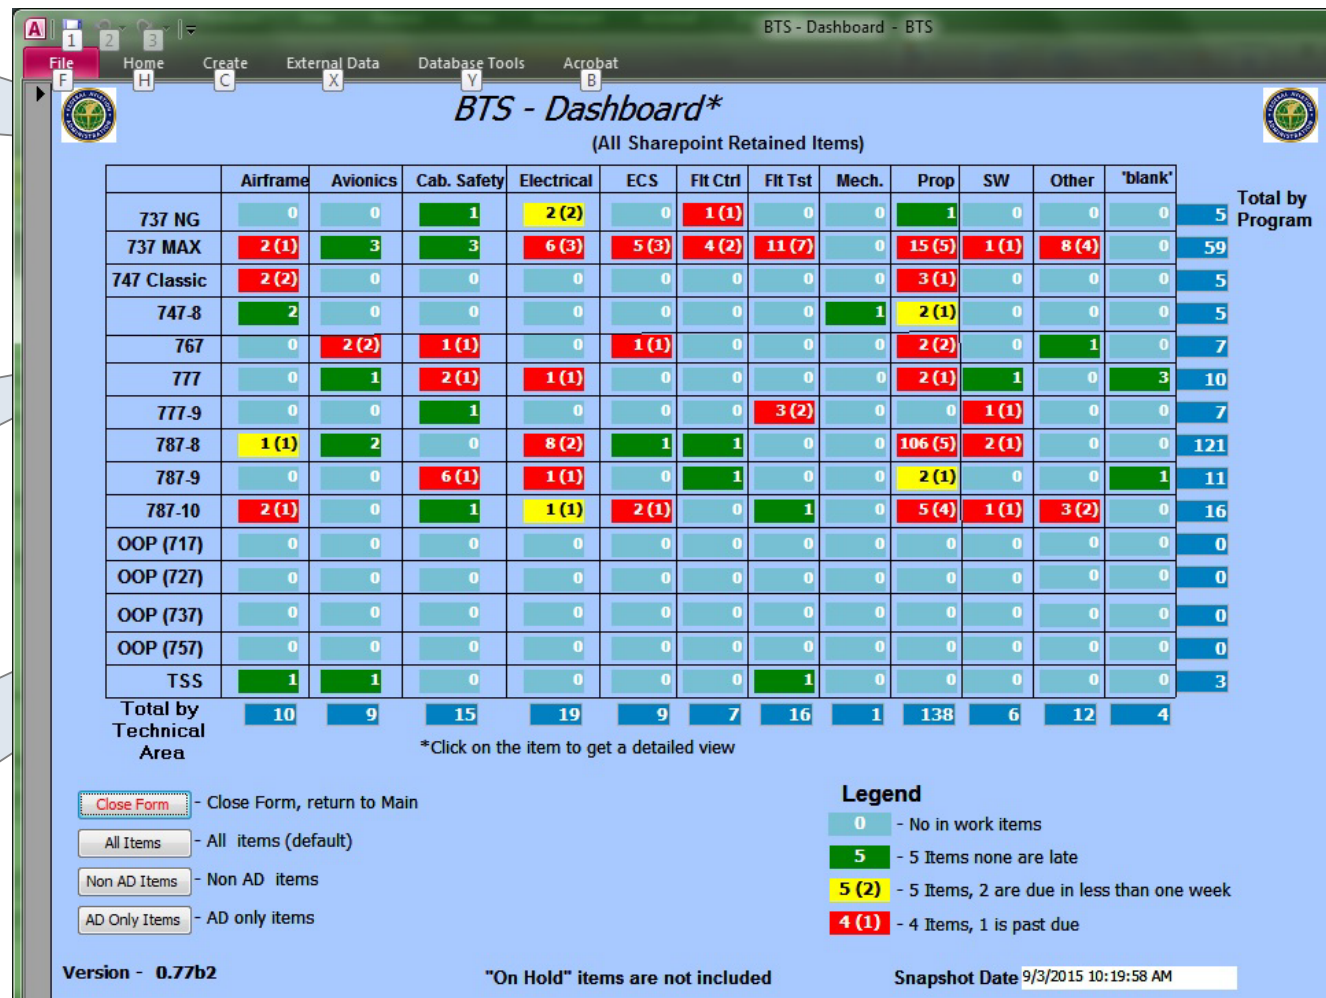 BTS - Dashboard - BTS
1 2 3
File Home Create External Data Database Tools Acrobat
F H C X Y B
BTS - Dashboard*
(All Sharepoint Retained Items)
Airframe Avionics Cab. Safety Electrical ECS Flt Ctrl Flt Tst Mech. Prop SW Other 'blank' Total by Program
737 NG 0 0 1 2 (2) 0 1 (1) 0 0 1 0 0 0 5
737 MAX 2 (1) 3 3 6 (3) 5 (3) 4 (2) 11 (7) 0 15 (5) 1 (1) 8 (4) 0 59
747 Classic 2 (2) 0 0 0 0 0 0 0 3 (1) 0 0 0 5
747-8 2 0 0 0 0 0 0 1 2 (1) 0 0 0 5
767 0 2 (2) 1 (1) 0 1 (1) 0 0 0 2 (2) 0 1 0 7
777 0 1 2 (1) 1 (1) 0 0 0 0 2 (1) 1 0 3 10
777-9 0 0 1 0 0 0 3 (2) 0 0 1 (1) 0 0 7
787-8 1 (1) 2 0 8 (2) 1 1 0 0 106 (5) 2 (1) 0 0 121
787-9 0 0 6 (1) 1 (1) 0 1 0 0 2 (1) 0 0 1 11
787-10 2 (1) 0 1 1 (1) 2 (1) 0 1 0 5 (4) 1 (1) 3 (2) 0 16
OOP (717) 0 0 0 0 0 0 0 0 0 0 0 0 0
OOP (727) 0 0 0 0 0 0 0 0 0 0 0 0 0
OOP (737) 0 0 0 0 0 0 0 0 0 0 0 0 0
OOP (757) 0 0 0 0 0 0 0 0 0 0 0 0 0
TSS 1 1 0 0 0 0 1 0 0 0 0 0 3
Total by Technical Area 10 9 15 19 9 7 16 1 138 6 12 4
*Click on the item to get a detailed view
Close Form - Close Form, return to Main
All Items - All items (default)
Non AD Items - Non AD items
AD Only Items - AD only items
Legend
0 - No in work items
5 - 5 Items none are late
5 (2) - 5 Items, 2 are due in less than one week
4 (1) - 4 Items, 1 is past due
Version - 0.77b2
"On Hold" items are not included
Snapshot Date 9/3/2015 10:19:58 AM